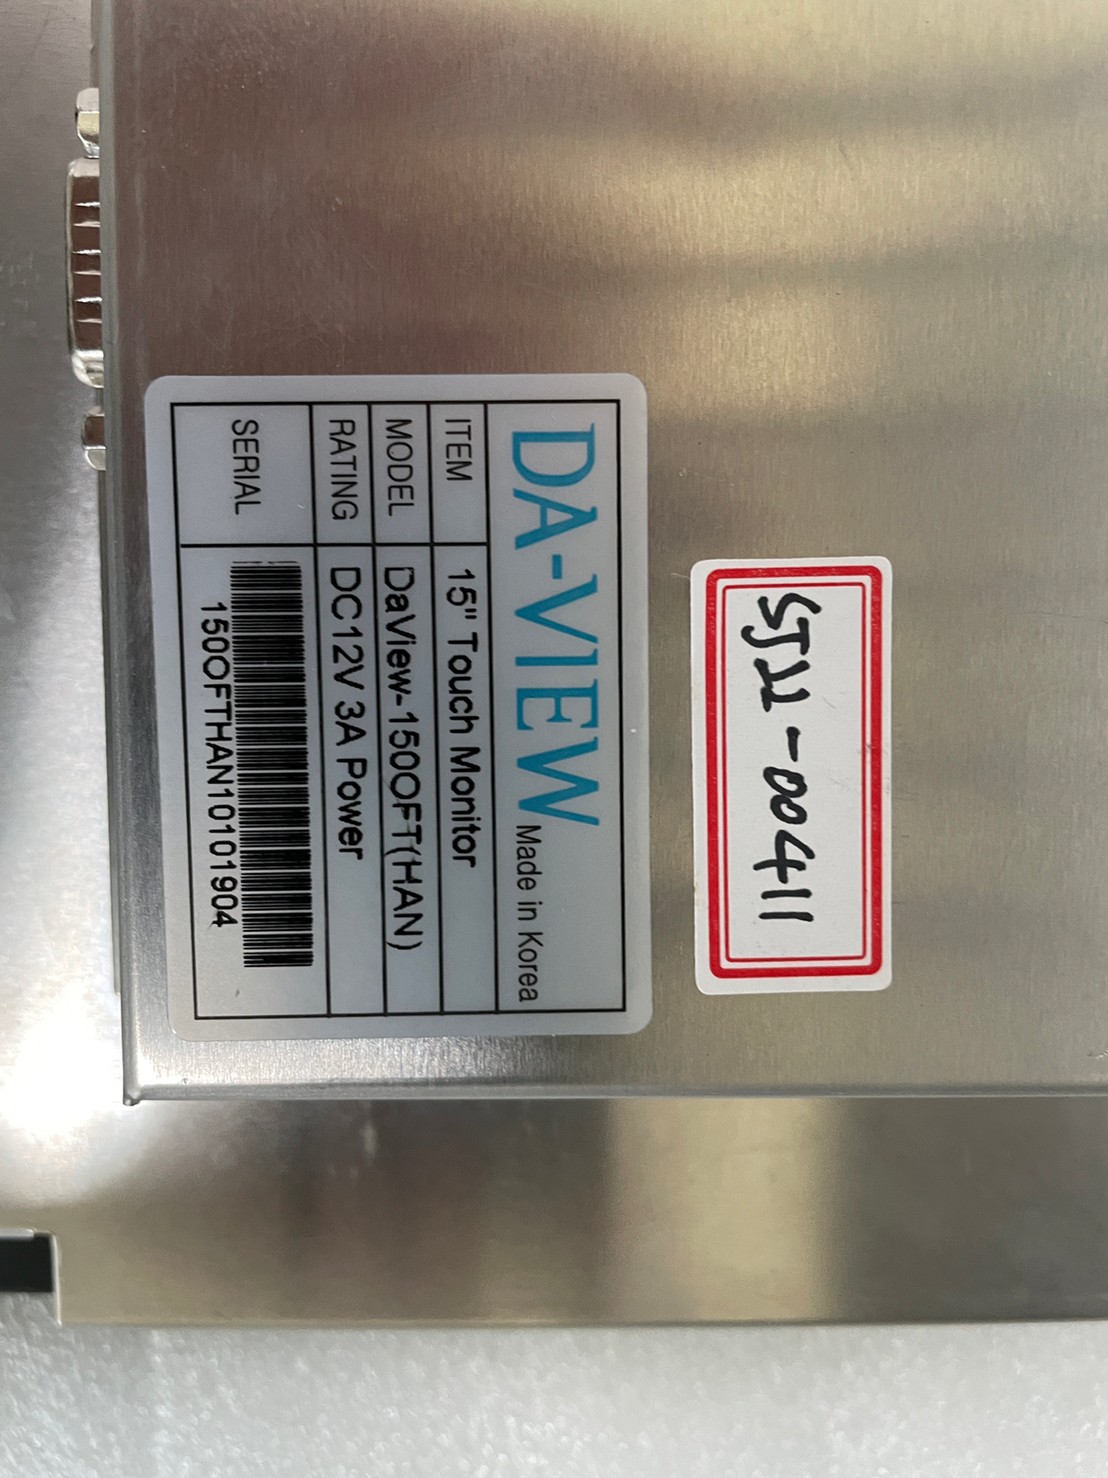 DA-VIEW Made in Korea
ITEM 15" Touch Monitor
MODEL DaView-150OFT(HAN)
RATING DC12V 3A Power
SERIAL
150OFTHAN10101904
SJ22-00411